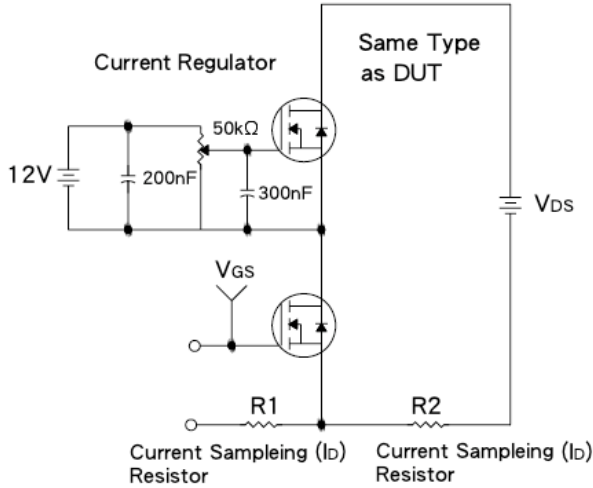 Same Type
as DUT
Current Regulator
50kΩ
12V
200nF
300nF
VDS
VGS
R1
R2
Current Sampleing (ID)
Resistor
Current Sampleing (ID)
Resistor